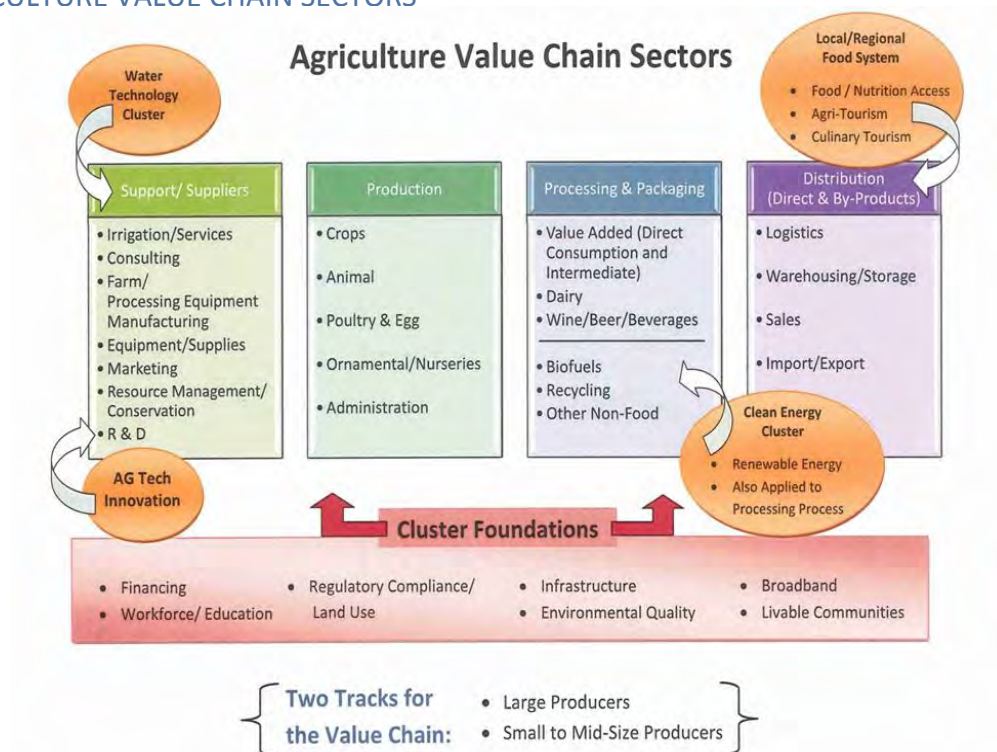 CULTURE VALUE CHAIN SECTORS
Agriculture Value Chain Sectors
Water
Technology
Cluster
Local/Regional
Food System
• Food / Nutrition Access
• Agri-Tourism
• Culinary Tourism
Support/ Suppliers
• Irrigation/Services
• Consulting
• Farm/
Processing Equipment
Manufacturing
• Equipment/Supplies
• Marketing
• Resource Management/
Conservation
• R & D
Production
• Crops
• Animal
• Poultry & Egg
• Ornamental/Nurseries
• Administration
Processing & Packaging
• Value Added (Direct
Consumption and
Intermediate)
• Dairy
• Wine/Beer/Beverages
• Biofuels
• Recycling
• Other Non-Food
Distribution
(Direct & By-Products)
• Logistics
• Warehousing/Storage
• Sales
• Import/Export
AG Tech
Innovation
Clean Energy
Cluster
• Renewable Energy
• Also Applied to
Processing Process
Cluster Foundations
• Financing
• Workforce/ Education
• Regulatory Compliance/
Land Use
• Infrastructure
• Environmental Quality
• Broadband
• Livable Communities
Two Tracks for
the Value Chain:
• Large Producers
• Small to Mid-Size Producers